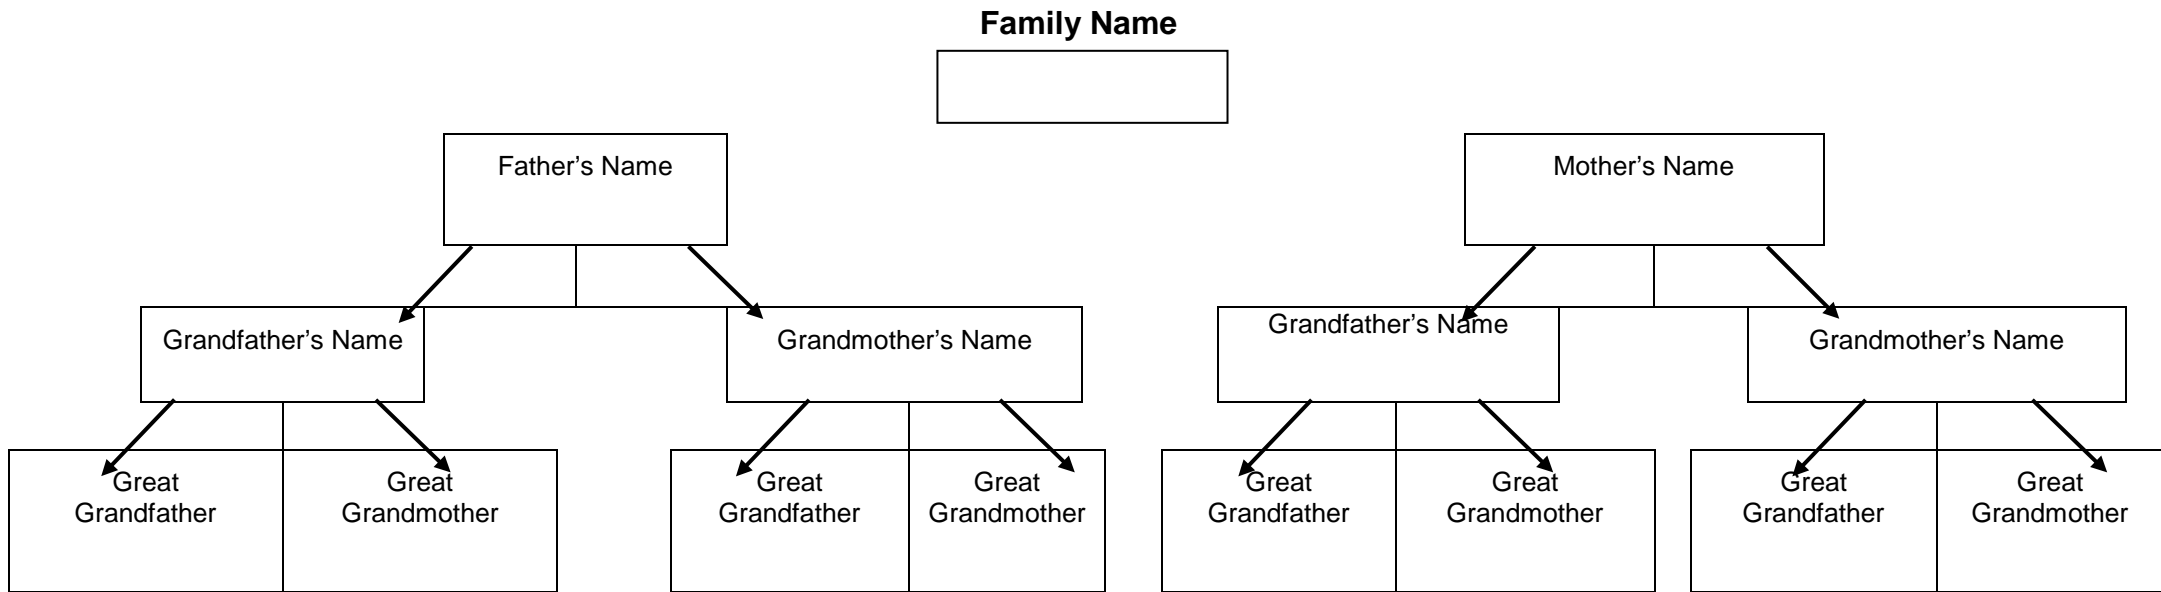 Family Name
Father’s Name
Mother’s Name
Grandfather’s Name
Grandmother’s Name
Grandfather’s Name
Grandmother’s Name
Great
Grandfather
Great
Grandmother
Great
Grandfather
Great
Grandmother
Great
Grandfather
Great
Grandmother
Great
Grandfather
Great
Grandmother